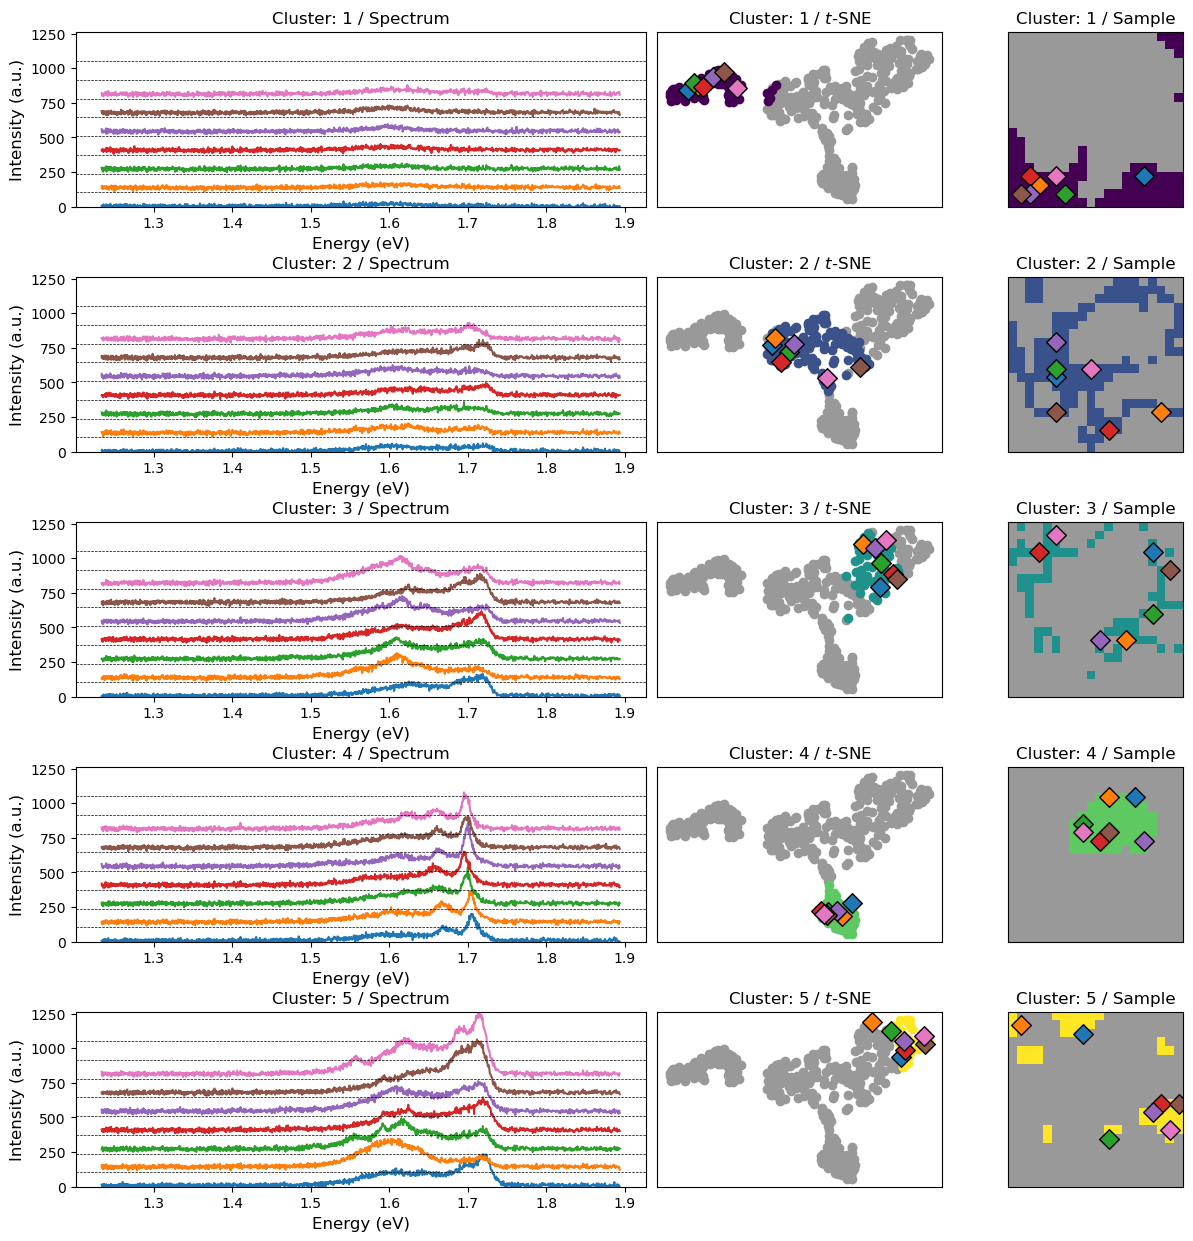 Cluster: 1 / Spectrum
Cluster: 1 / t-SNE
Cluster: 1 / Sample
Intensity (a.u.)
1250
1000
750
500
250
0
1.3 1.4 1.5 1.6 1.7 1.8 1.9
Energy (eV)
Cluster: 2 / Spectrum
Cluster: 2 / t-SNE
Cluster: 2 / Sample
Intensity (a.u.)
1250
1000
750
500
250
0
1.3 1.4 1.5 1.6 1.7 1.8 1.9
Energy (eV)
Cluster: 3 / Spectrum
Cluster: 3 / t-SNE
Cluster: 3 / Sample
Intensity (a.u.)
1250
1000
750
500
250
0
1.3 1.4 1.5 1.6 1.7 1.8 1.9
Energy (eV)
Cluster: 4 / Spectrum
Cluster: 4 / t-SNE
Cluster: 4 / Sample
Intensity (a.u.)
1250
1000
750
500
250
0
1.3 1.4 1.5 1.6 1.7 1.8 1.9
Energy (eV)
Cluster: 5 / Spectrum
Cluster: 5 / t-SNE
Cluster: 5 / Sample
Intensity (a.u.)
1250
1000
750
500
250
0
1.3 1.4 1.5 1.6 1.7 1.8 1.9
Energy (eV)